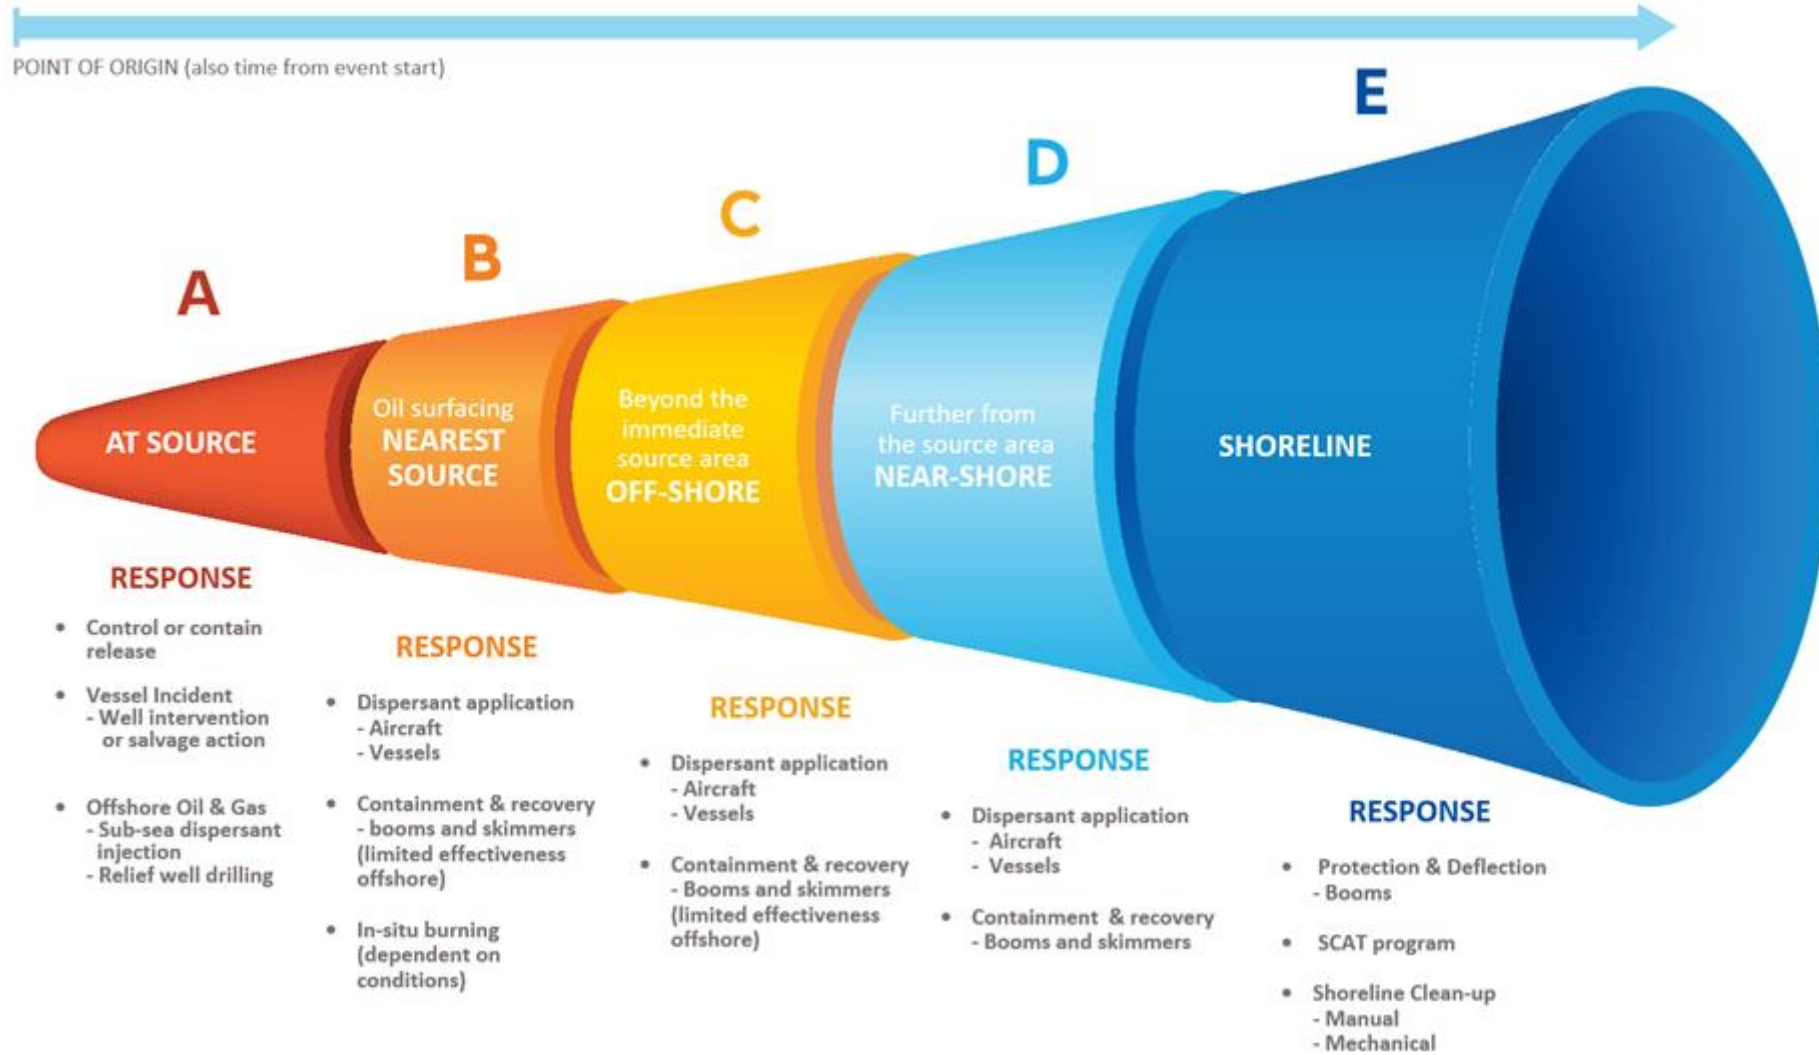 POINT OF ORIGIN (also time from event start)
A
AT SOURCE
RESPONSE
• Control or contain
release
• Vessel Incident
- Well intervention
or salvage action
• Offshore Oil & Gas
- Sub-sea dispersant
injection
- Relief well drilling
B
Oil surfacing
NEAREST
SOURCE
RESPONSE
• Dispersant application
- Aircraft
- Vessels
• Containment & recovery
- booms and skimmers
(limited effectiveness
offshore)
• In-situ burning
(dependent on
conditions)
C
Beyond the
immediate
source area
OFF-SHORE
RESPONSE
• Dispersant application
- Aircraft
- Vessels
• Containment & recovery
- Booms and skimmers
(limited effectiveness
offshore)
D
Further from
the source area
NEAR-SHORE
RESPONSE
• Dispersant application
- Aircraft
- Vessels
• Containment & recovery
- Booms and skimmers
E
SHORELINE
RESPONSE
• Protection & Deflection
- Booms
• SCAT program
• Shoreline Clean-up
- Manual
- Mechanical